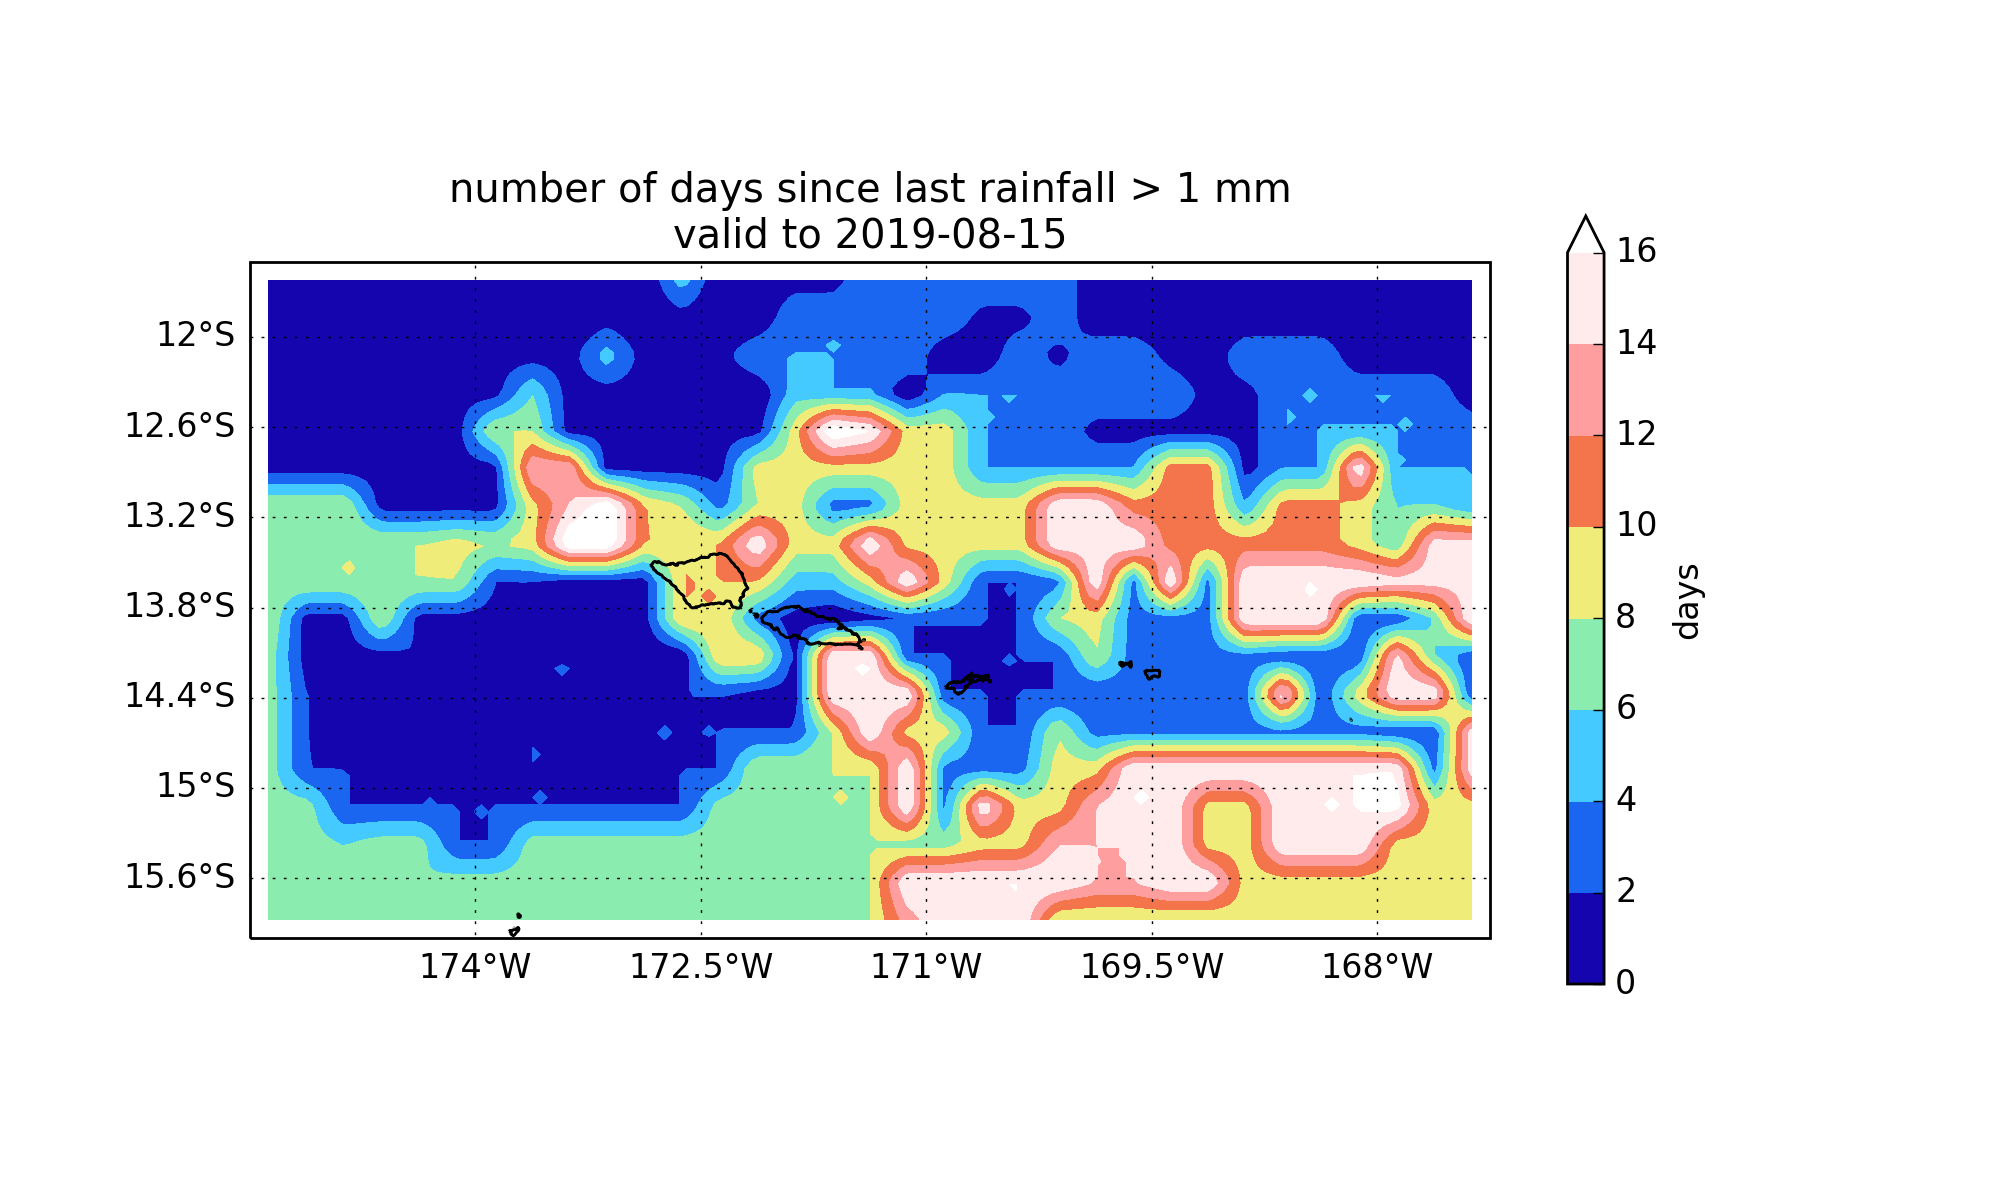 number of days since last rainfall > 1 mm
valid to 2019-08-15
12°S
12.6°S
13.2°S
13.8°S
14.4°S
15°S
15.6°S
174°W
172.5°W
171°W
169.5°W
168°W
16
14
12
10
8
6
4
2
0
days